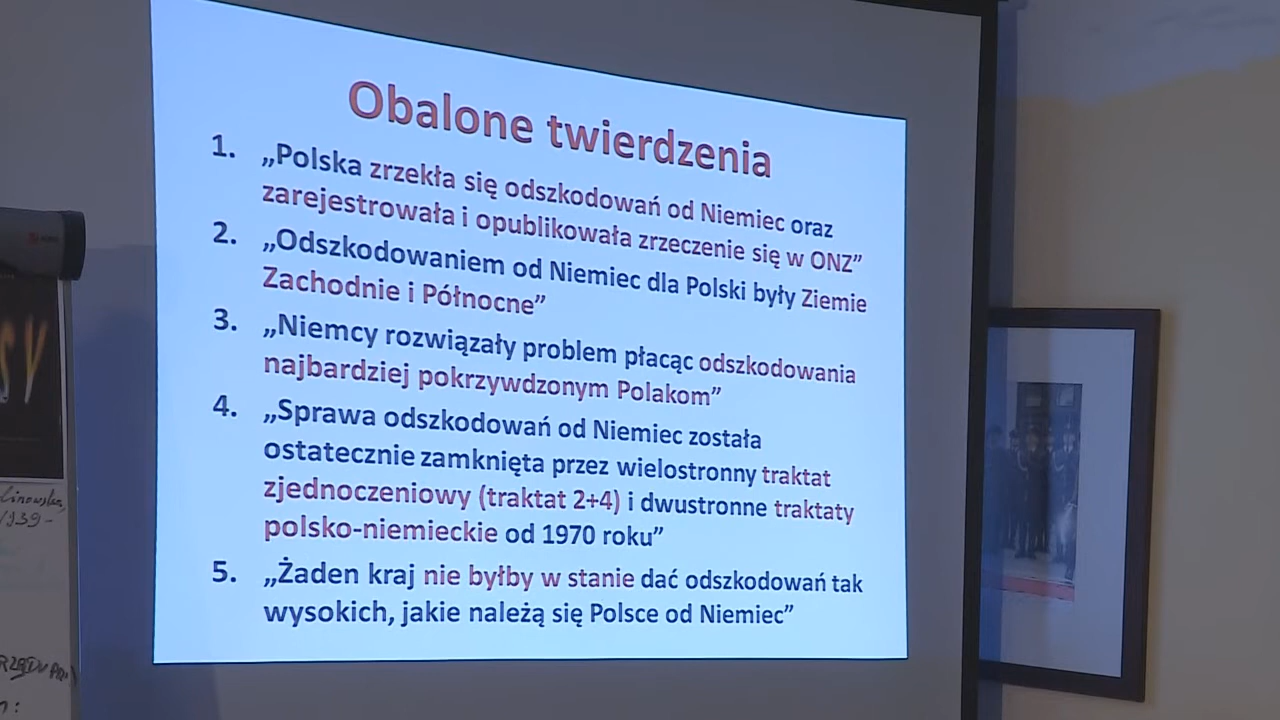 Obalone twierdzenia
1. „Polska zrzekła się odszkodowań od Niemiec oraz
zarejestrowała i opublikowała zrzeczenie się w ONZ”
2. „Odszkodowaniem od Niemiec dla Polski były Ziemie
Zachodnie i Północne”
3. „Niemcy rozwiązały problem płacąc odszkodowania
najbardziej pokrzywdzonym Polakom”
4. „Sprawa odszkodowań od Niemiec została
ostatecznie zamknięta przez wielostronny traktat
zjednoczeniowy (traktat 2+4) i dwustronne traktaty
polsko-niemieckie od 1970 roku”
5. „Żaden kraj nie byłby w stanie dać odszkodowań tak
wysokich, jakie należą się Polsce od Niemiec”
SY
1939-